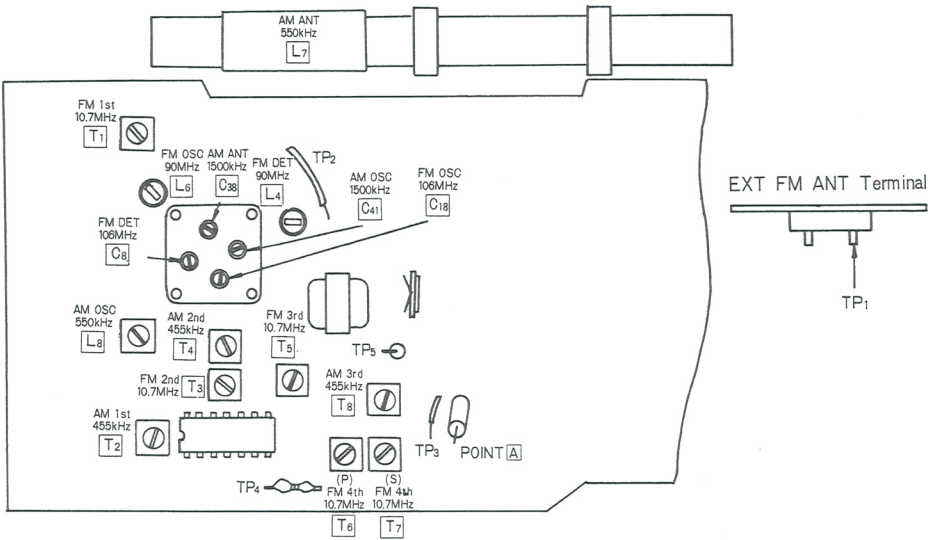 AM ANT
550kHz
L7
FM 1st
10.7MHz
T1
FM OSC
90MHz
L6
AM ANT
1500kHz
C38
FM DET
90MHz
L4
TP2
AM OSC
1500kHz
C41
FM OSC
106MHz
C18
EXT FM ANT Terminal
TP1
FM DET
106MHz
C8
AM OSC
550kHz
L8
AM 2nd
455kHz
T4
FM 3rd
10.7MHz
T5
TP5
FM 2nd
10.7MHz
T3
AM 3rd
455kHz
T8
AM 1st
455kHz
T2
TP3
POINT A
TP4
(P)
FM 4th
10.7MHz
T6
(S)
FM 4th
10.7MHz
T7